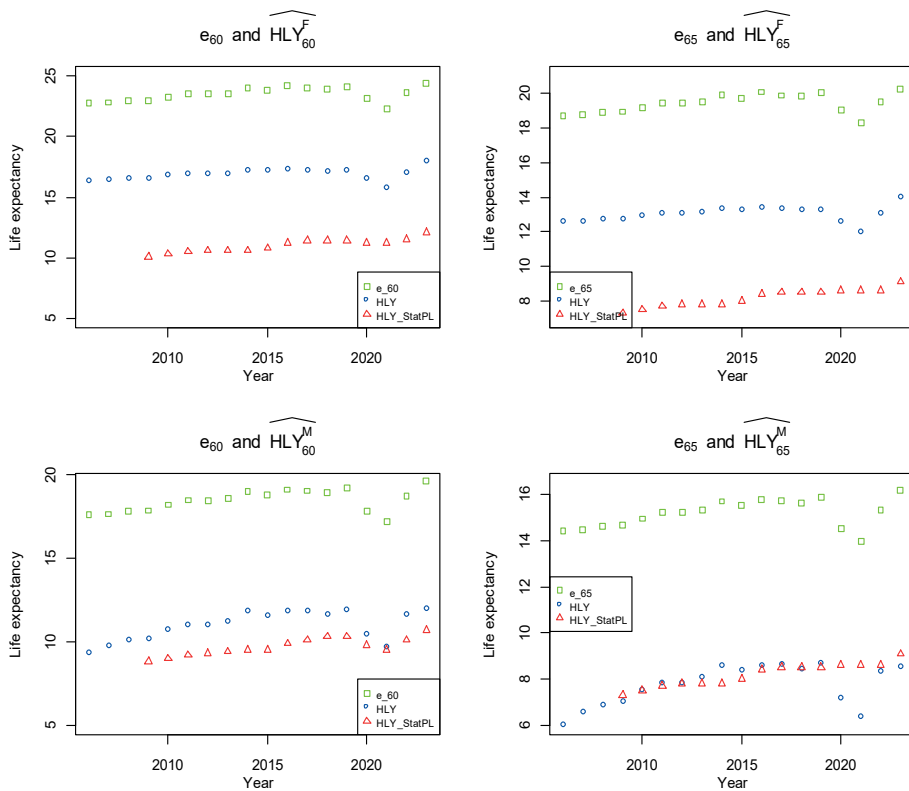 e60 and HLY60F
25
20
15
10
5
Life expectancy
e_60
HLY
HLY_StatPL
2010 2015 2020
Year
e65 and HLY65F
20
18
16
14
12
10
8
Life expectancy
e_65
HLY
HLY_StatPL
2010 2015 2020
Year
e60 and HLY60M
20
15
10
5
Life expectancy
e_60
HLY
HLY_StatPL
2010 2015 2020
Year
e65 and HLY65M
16
14
12
10
8
6
Life expectancy
e_65
HLY
HLY_StatPL
2010 2015 2020
Year